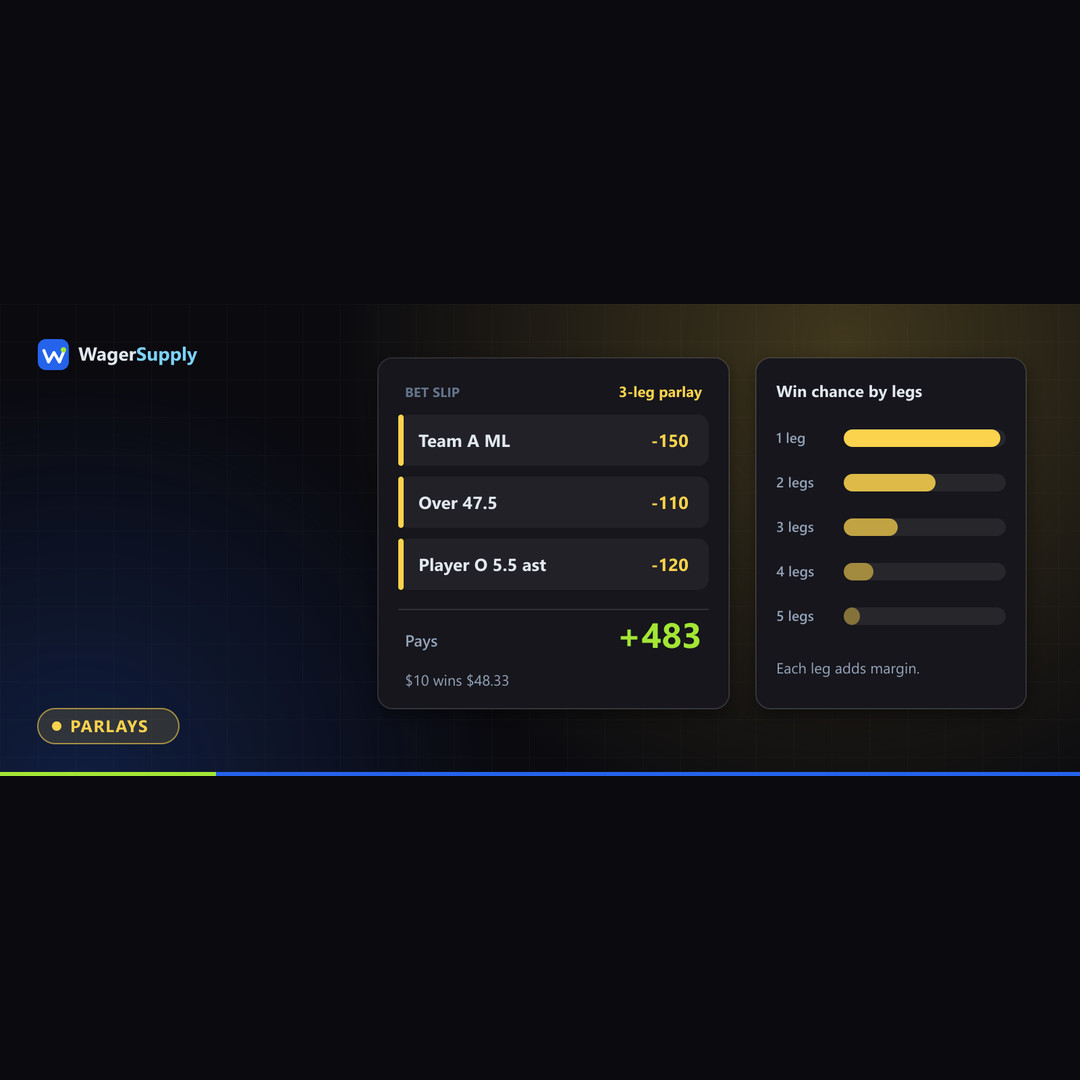 WagerSupply
BET SLIP
3-leg parlay
Team A ML
-150
Over 47.5
-110
Player O 5.5 ast
-120
Pays
+483
$10 wins $48.33
Win chance by legs
1 leg
2 legs
3 legs
4 legs
5 legs
Each leg adds margin.
PARLAYS